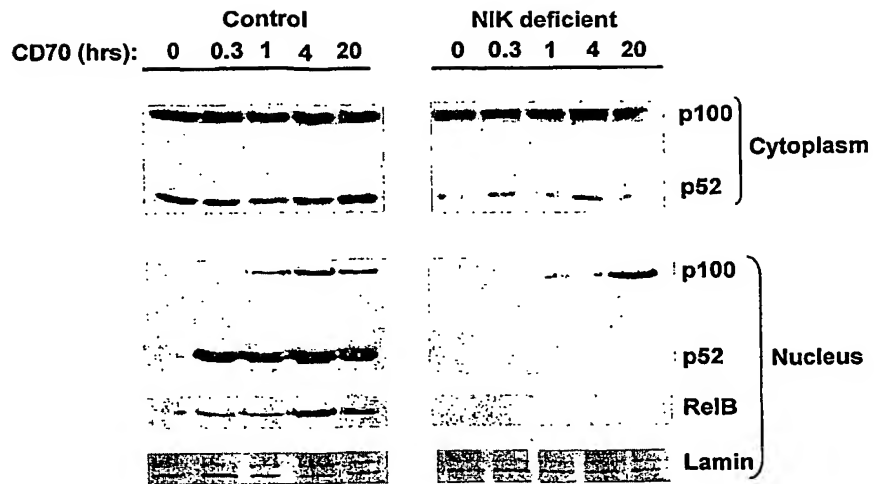 Control NIK deficient
CD70 (hrs): 0 0.3 1 4 20 0 0.3 1 4 20
p100
Cytoplasm
p52
p100
p52
Nucleus
RelB
Lamin